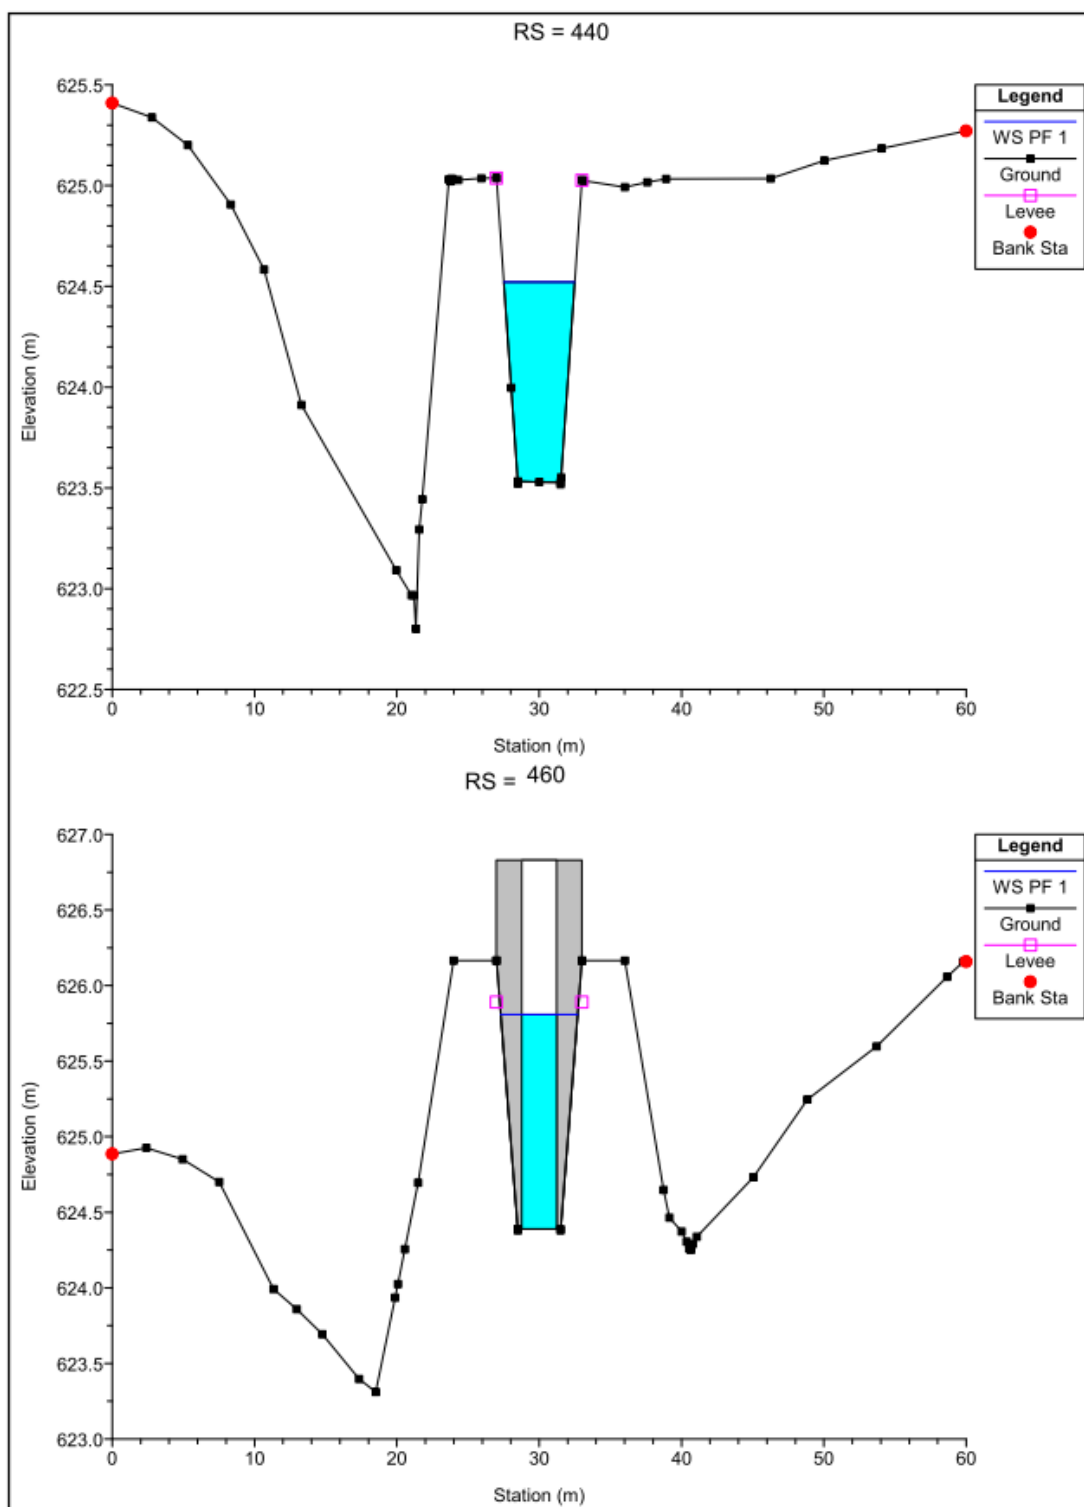 RS = 440
625.5
625.0
624.5
624.0
623.5
623.0
622.5
Elevation (m)
0 10 20 30 40 50 60
Station (m)
Legend
WS PF 1
Ground
Levee
Bank Sta
RS = 460
627.0
626.5
626.0
625.5
625.0
624.5
624.0
623.5
623.0
Elevation (m)
0 10 20 30 40 50 60
Station (m)
Legend
WS PF 1
Ground
Levee
Bank Sta